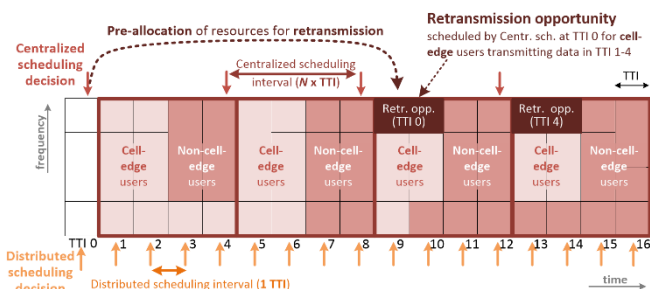 Pre-allocation of resources for retransmission
Retransmission opportunity
scheduled by Centr. sch. at TTI 0 for cell-
edge users transmitting data in TTI 1-4
Centralized
scheduling
decision
Centralized scheduling
interval (N x TTI)
TTI
frequency
Retr. opp.
(TTI 0)
Retr. opp.
(TTI 4)
Cell-
edge
users
Non-cell-
edge
users
Cell-
edge
users
Non-cell-
edge
users
Cell-
edge
users
Non-cell-
edge
users
Cell-
edge
users
Non-cell-
edge
users
TTI 0 1 2 3 4 5 6 7 8 9 10 11 12 13 14 15 16
Distributed
scheduling
decision
Distributed scheduling interval (1 TTI)
time